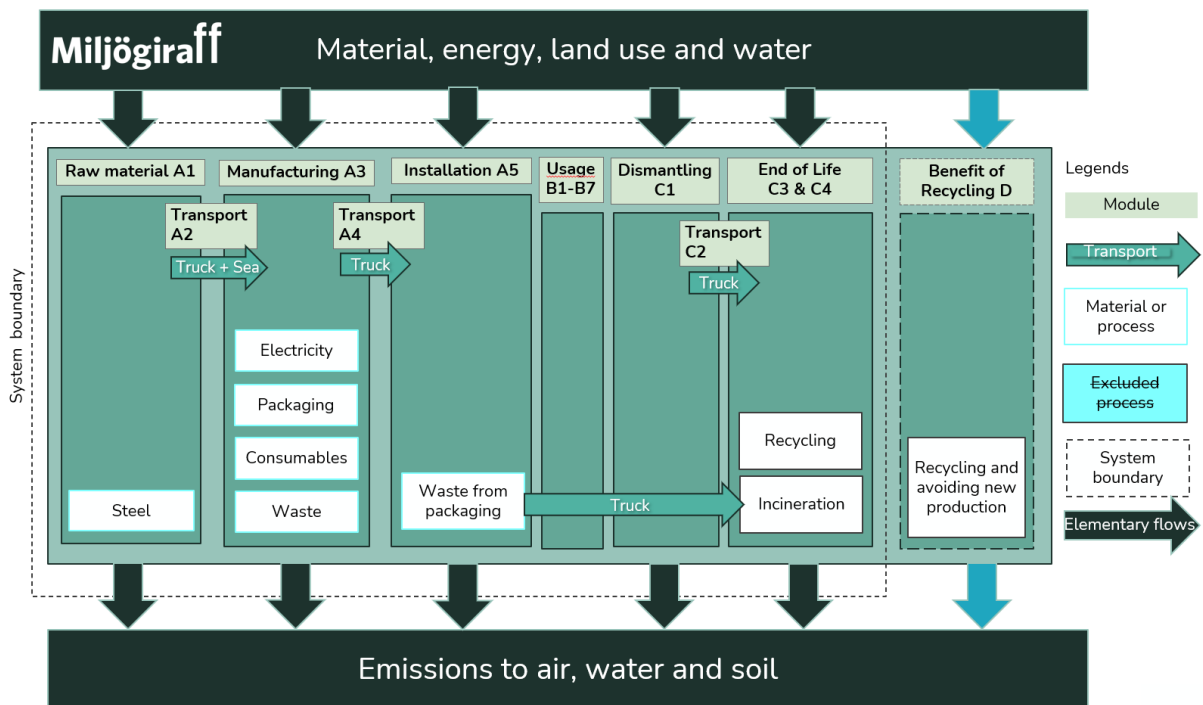 Miljögiraff
Material, energy, land use and water
System boundary
Raw material A1
Manufacturing A3
Installation A5
Usage
B1-B7
Dismantling
C1
End of Life
C3 & C4
Benefit of
Recycling D
Transport
A2
Truck + Sea
Transport
A4
Truck
Transport
C2
Truck
Electricity
Packaging
Consumables
Waste
Steel
Waste from
packaging
Truck
Recycling
Incineration
Recycling and
avoiding new
production
Legends
Module
Transport
Material or
process
Excluded
process
System
boundary
Elementary flows
Emissions to air, water and soil